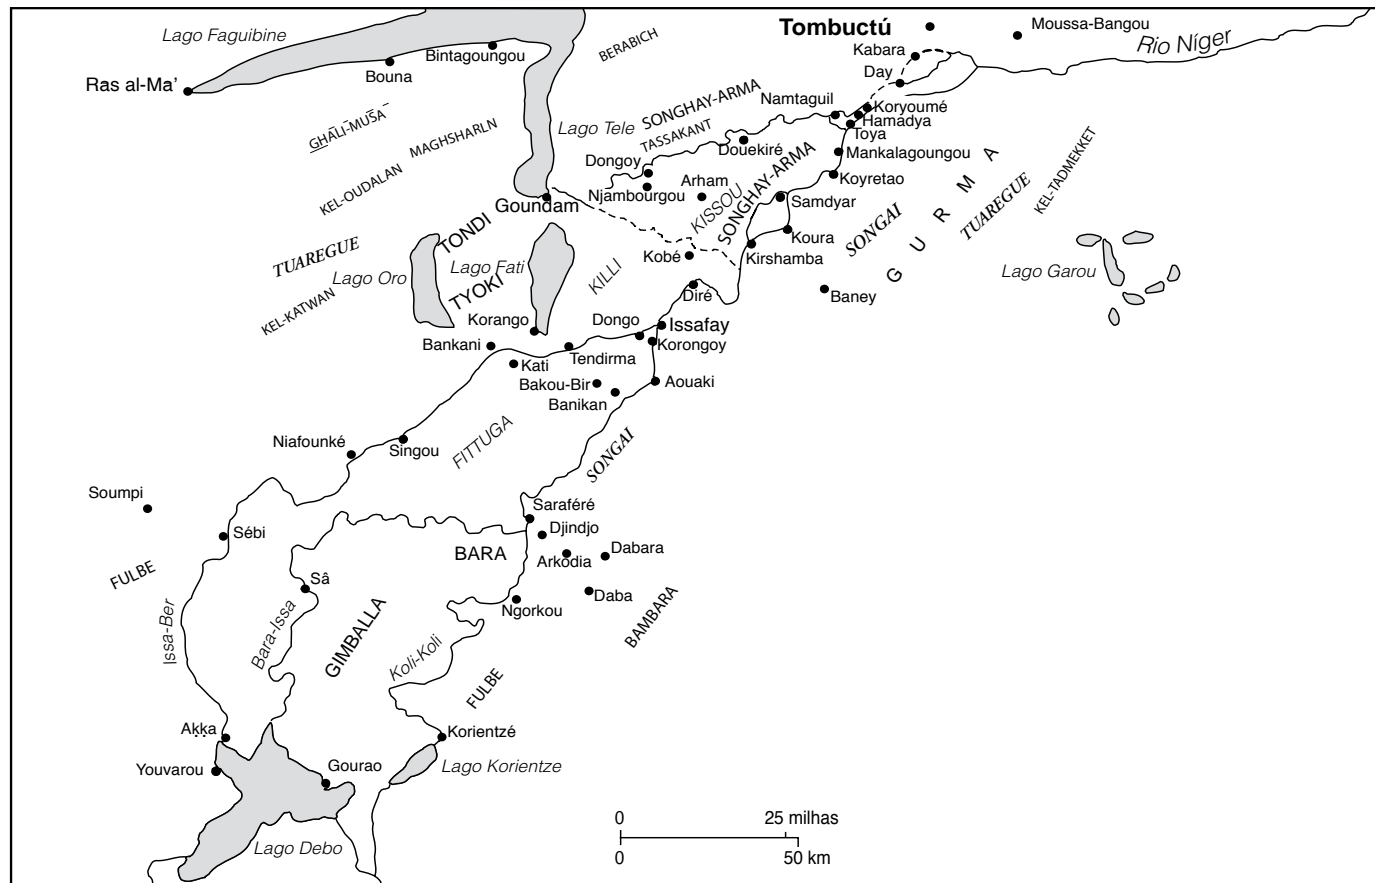 Lago Faguibine
Bintagoungou
Bouna
Ras al-Ma’
BERABICH
Tombuctú
Moussa-Bangou
Rio Níger
Kabara
Day
GHĀLI-MUSĀ
MAGHSHARLN
KEL-OUDALAN
Lago Tele
SONGHAY-ARMA
TASSAKANT
Namtaguil
Koryoumé
Hamadya
Toya
Douekiré
Mankalagoungou
Dongoy
Njambourgou
Arham
Koyretao
KISSOU
SONGHAY-ARMA
Samdyar
Goundam
Koura
Kirshamba
SONGAI
GURMA
TUAREGUE
KEL-TADMEKKET
TUAREGUE
TONDI
Lago Oro
Lago Fati
TYOKI
KILLI
Kobé
Lago Garou
Baney
KEL-KATWAN
Diré
Korango
Dongo
Issafay
Bankani
Kati
Tendirma
Korongoy
Bakou-Bir
Aouaki
Banikan
Niafounké
Singou
FITTUGA
SONGAI
Soumpi
Sébi
Saraféré
Djindjo
BARA
Arkodia
Dabara
FULBE
Sâ
Ngorkou
Daba
BAMBARA
Issa-Ber
Bara-Issa
GIMBALLA
Koli-Koli
FULBE
Aḳḳa
Korientzé
Youvarou
Gourao
Lago Korientze
Lago Debo
0 25 milhas
0 50 km